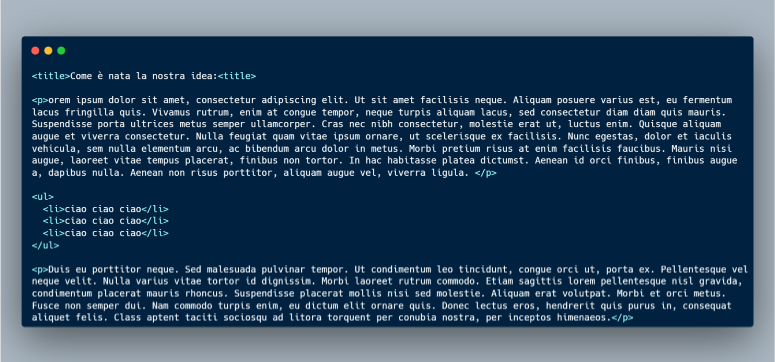 <title>Come è nata la nostra idea:<title>
<p>orem ipsum dolor sit amet, consectetur adipiscing elit. Ut sit amet facilisis neque. Aliquam posuere varius est, eu fermentum
lacus fringilla quis. Vivamus rutrum, enim at congue tempor, neque turpis aliquam lacus, sed consectetur diam diam quis mauris.
Suspendisse porta ultrices metus semper ullamcorper. Cras nec nibh consectetur, molestie erat ut, luctus enim. Quisque aliquam
augue et viverra consectetur. Nulla feugiat quam vitae ipsum ornare, ut scelerisque ex facilisis. Nunc egestas, dolor et iaculis
vehicula, sem nulla elementum arcu, ac bibendum arcu dolor in metus. Morbi pretium risus at enim facilisis faucibus. Mauris nisi
augue, laoreet vitae tempus placerat, finibus non tortor. In hac habitasse platea dictumst. Aenean id orci finibus, finibus augue
a, dapibus nulla. Aenean non risus porttitor, aliquam augue vel, viverra ligula. </p>
<ul>
<li>ciao ciao ciao</li>
<li>ciao ciao ciao</li>
<li>ciao ciao ciao</li>
</ul>
<p>Duis eu porttitor neque. Sed malesuada pulvinar tempor. Ut condimentum leo tincidunt, congue orci ut, porta ex. Pellentesque vel
neque velit. Nulla varius vitae tortor id dignissim. Morbi laoreet rutrum commodo. Etiam sagittis lorem pellentesque nisl gravida,
condimentum placerat mauris rhoncus. Suspendisse placerat mollis nisi sed molestie. Aliquam erat volutpat. Morbi et orci metus.
Fusce non semper dui. Nam commodo turpis enim, eu dictum elit ornare quis. Donec lectus eros, hendrerit quis purus in, consequat
aliquet felis. Class aptent taciti sociosqu ad litora torquent per conubia nostra, per inceptos himenaeos.</p>